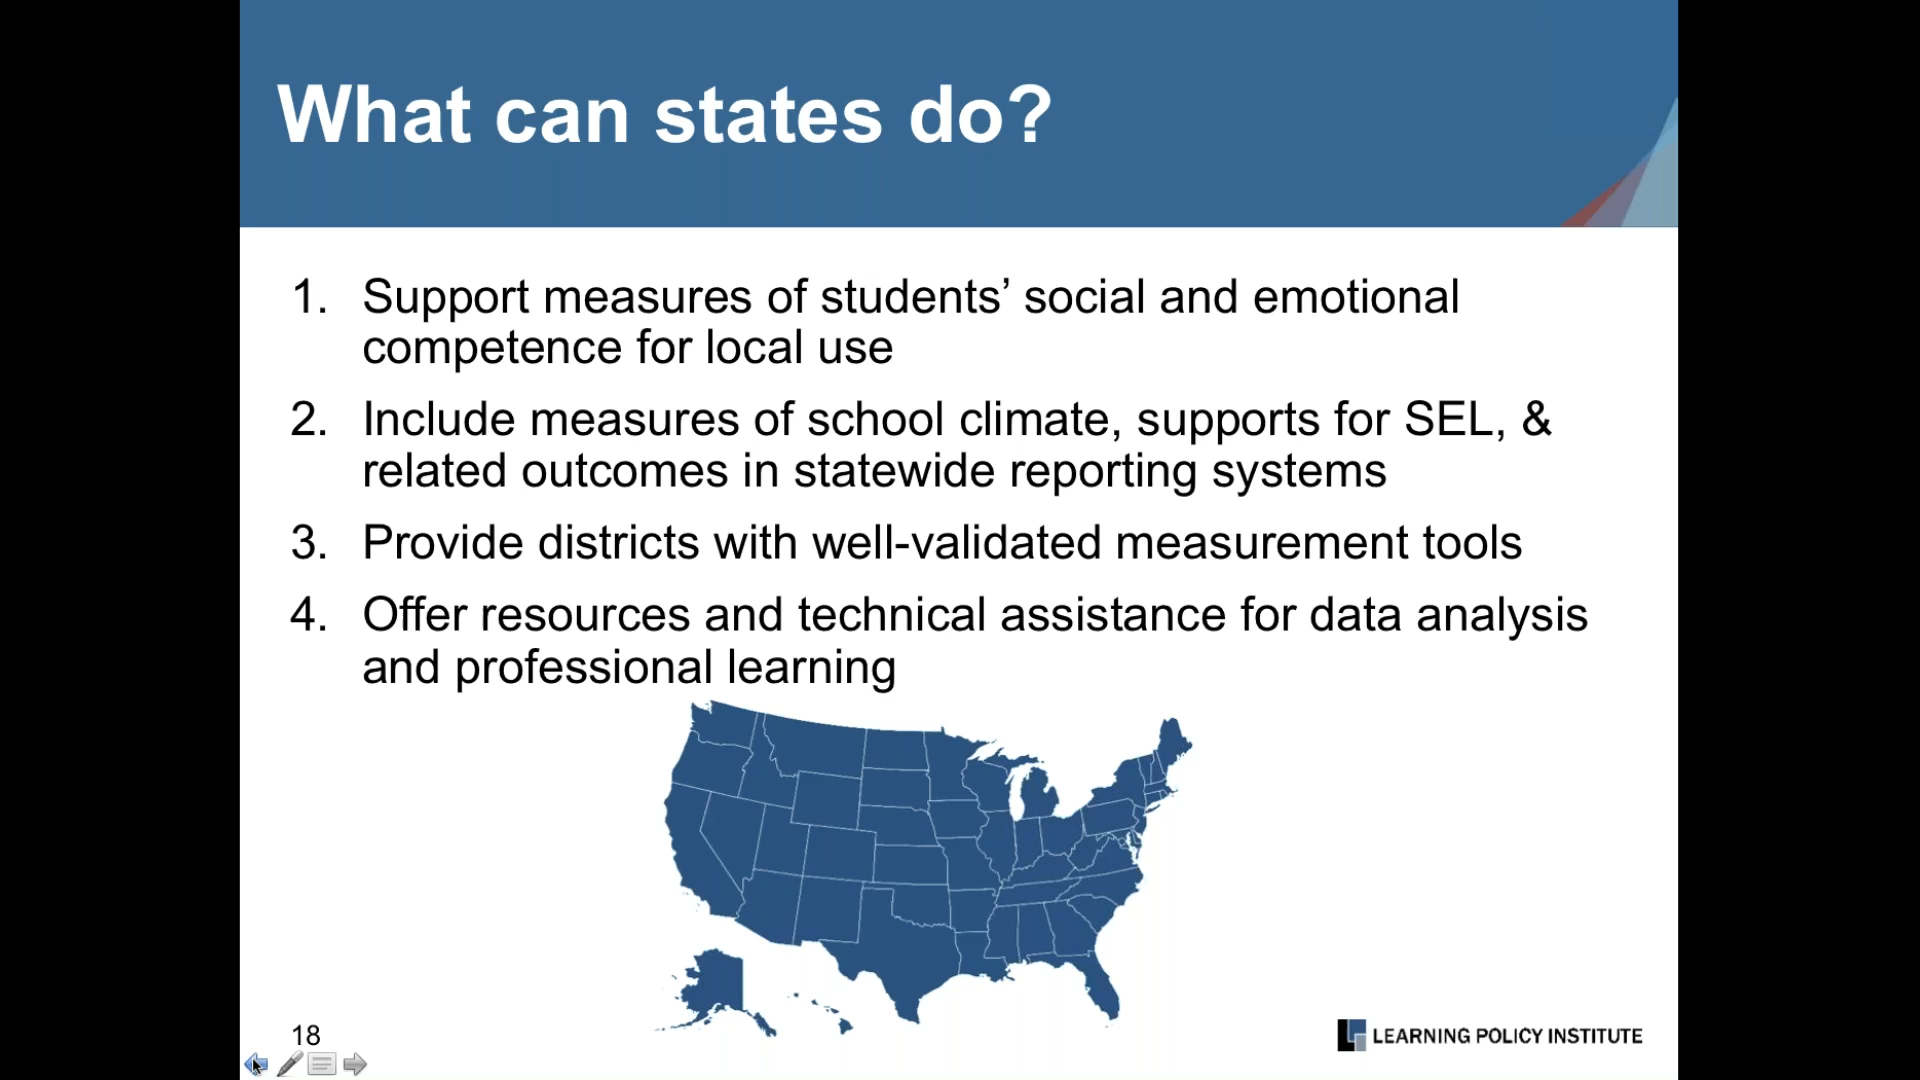 What can states do?
1. Support measures of students’ social and emotional
competence for local use
2. Include measures of school climate, supports for SEL, &
related outcomes in statewide reporting systems
3. Provide districts with well-validated measurement tools
4. Offer resources and technical assistance for data analysis
and professional learning
18
LEARNING POLICY INSTITUTE